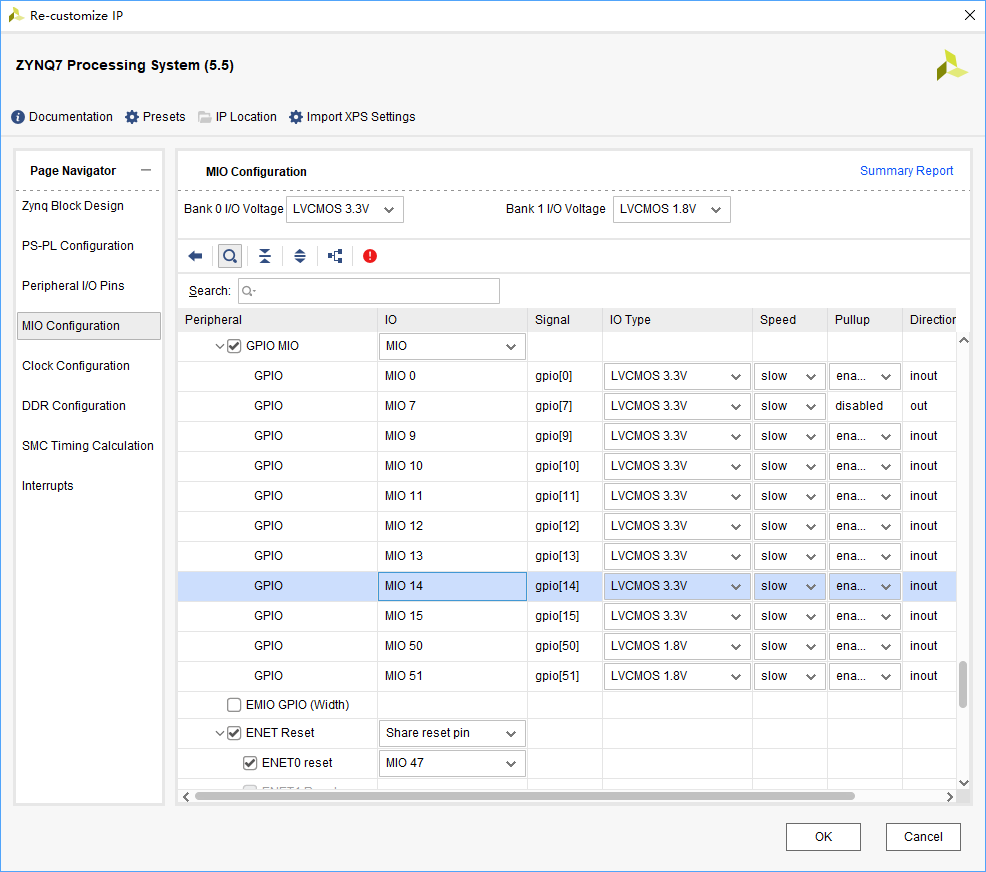 Re-customize IP
ZYNQ7 Processing System (5.5)
Documentation Presets IP Location Import XPS Settings
Page Navigator
Zynq Block Design
PS-PL Configuration
Peripheral I/O Pins
MIO Configuration
Clock Configuration
DDR Configuration
SMC Timing Calculation
Interrupts
MIO Configuration Summary Report
Bank 0 I/O Voltage LVCMOS 3.3V Bank 1 I/O Voltage LVCMOS 1.8V
Search:
Peripheral IO Signal IO Type Speed Pullup Direction
GPIO MIO MIO
GPIO MIO 0 gpio[0] LVCMOS 3.3V slow ena... inout
GPIO MIO 7 gpio[7] LVCMOS 3.3V slow disabled out
GPIO MIO 9 gpio[9] LVCMOS 3.3V slow ena... inout
GPIO MIO 10 gpio[10] LVCMOS 3.3V slow ena... inout
GPIO MIO 11 gpio[11] LVCMOS 3.3V slow ena... inout
GPIO MIO 12 gpio[12] LVCMOS 3.3V slow ena... inout
GPIO MIO 13 gpio[13] LVCMOS 3.3V slow ena... inout
GPIO MIO 14 gpio[14] LVCMOS 3.3V slow ena... inout
GPIO MIO 15 gpio[15] LVCMOS 3.3V slow ena... inout
GPIO MIO 50 gpio[50] LVCMOS 1.8V slow ena... inout
GPIO MIO 51 gpio[51] LVCMOS 1.8V slow ena... inout
EMIO GPIO (Width)
ENET Reset Share reset pin
ENET0 reset MIO 47
OK Cancel